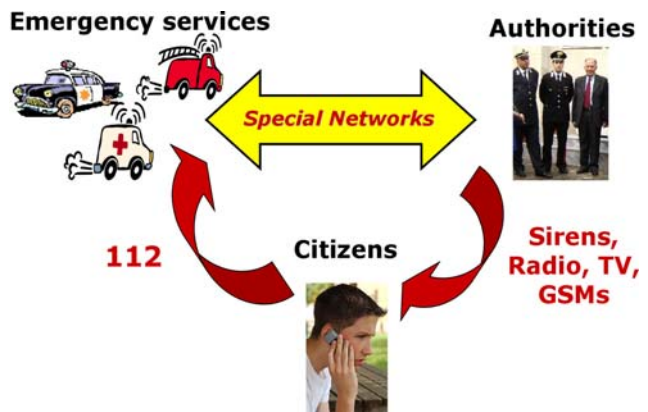 Emergency services
Authorities
Special Networks
112
Citizens
Sirens,
Radio, TV,
GSMs